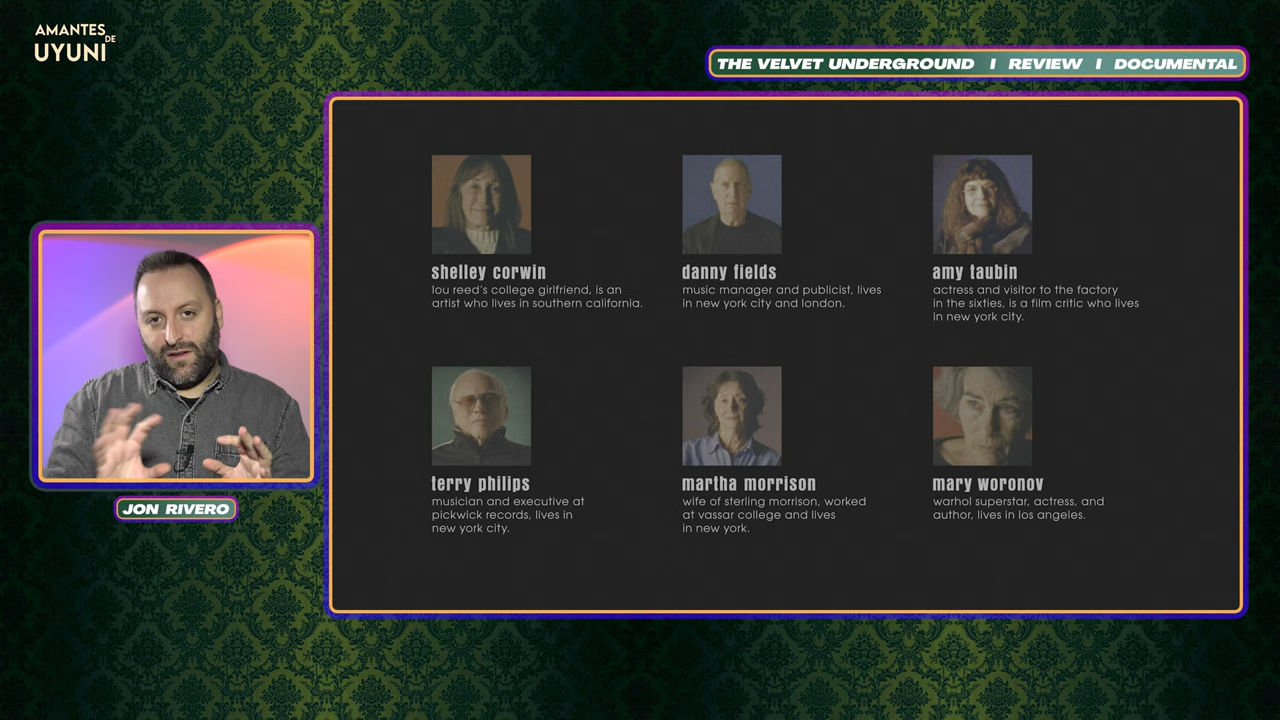 AMANTES
DE
UYUNI
THE VELVET UNDERGROUND I REVIEW I DOCUMENTAL
shelley corwin
lou reed's college girlfriend, is an
artist who lives in southern california.
danny fields
music manager and publicist, lives
in new york city and london.
amy taubin
actress and visitor to the factory
in the sixties, is a film critic who lives
in new york city.
terry philips
musician and executive at
pickwick records, lives in
new york city.
martha morrison
wife of sterling morrison, worked
at vassar college and lives
in new york.
mary woronov
warhol superstar, actress, and
author, lives in los angeles.
JON RIVERO